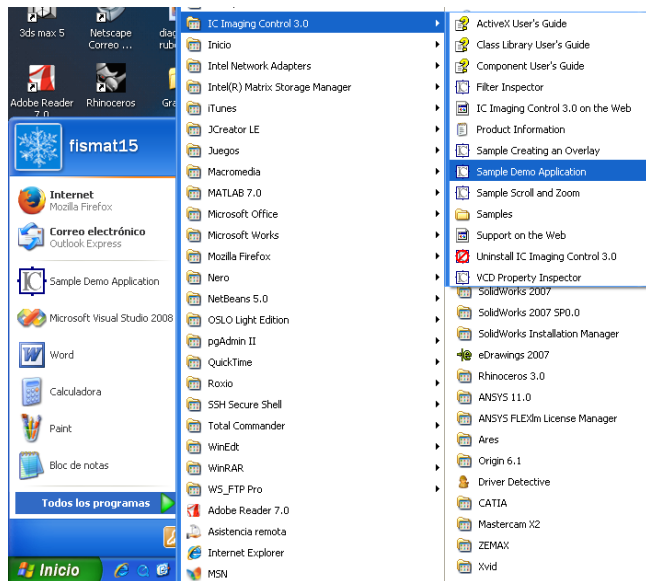 3ds max 5
Netscape
Correo ...
Adobe Reader
7.0
Rhinoceros
fismat15
Internet
Mozilla Firefox
Correo electrónico
Outlook Express
Sample Demo Application
Microsoft Visual Studio 2008
Word
Calculadora
Paint
Bloc de notas
Todos los programas
Inicio
IC Imaging Control 3.0
Inicio
Intel Network Adapters
Intel(R) Matrix Storage Manager
iTunes
JCreator LE
Juegos
Macromedia
MATLAB 7.0
Microsoft Office
Microsoft Works
Mozilla Firefox
Nero
NetBeans 5.0
OSLO Light Edition
pgAdmin II
QuickTime
Roxio
SSH Secure Shell
Total Commander
WinEdt
WinRAR
WS_FTP Pro
Adobe Reader 7.0
Asistencia remota
Internet Explorer
MSN
ActiveX User's Guide
Class Library User's Guide
Component User's Guide
Filter Inspector
IC Imaging Control 3.0 on the Web
Product Information
Sample Creating an Overlay
Sample Demo Application
Sample Scroll and Zoom
Samples
Support on the Web
Uninstall IC Imaging Control 3.0
VCD Property Inspector
SolidWorks 2007
SolidWorks 2007 SP0.0
SolidWorks Installation Manager
eDrawings 2007
Rhinoceros 3.0
ANSYS 11.0
ANSYS FLEXlm License Manager
Ares
Origin 6.1
Driver Detective
CATIA
Mastercam X2
ZEMAX
Xvid